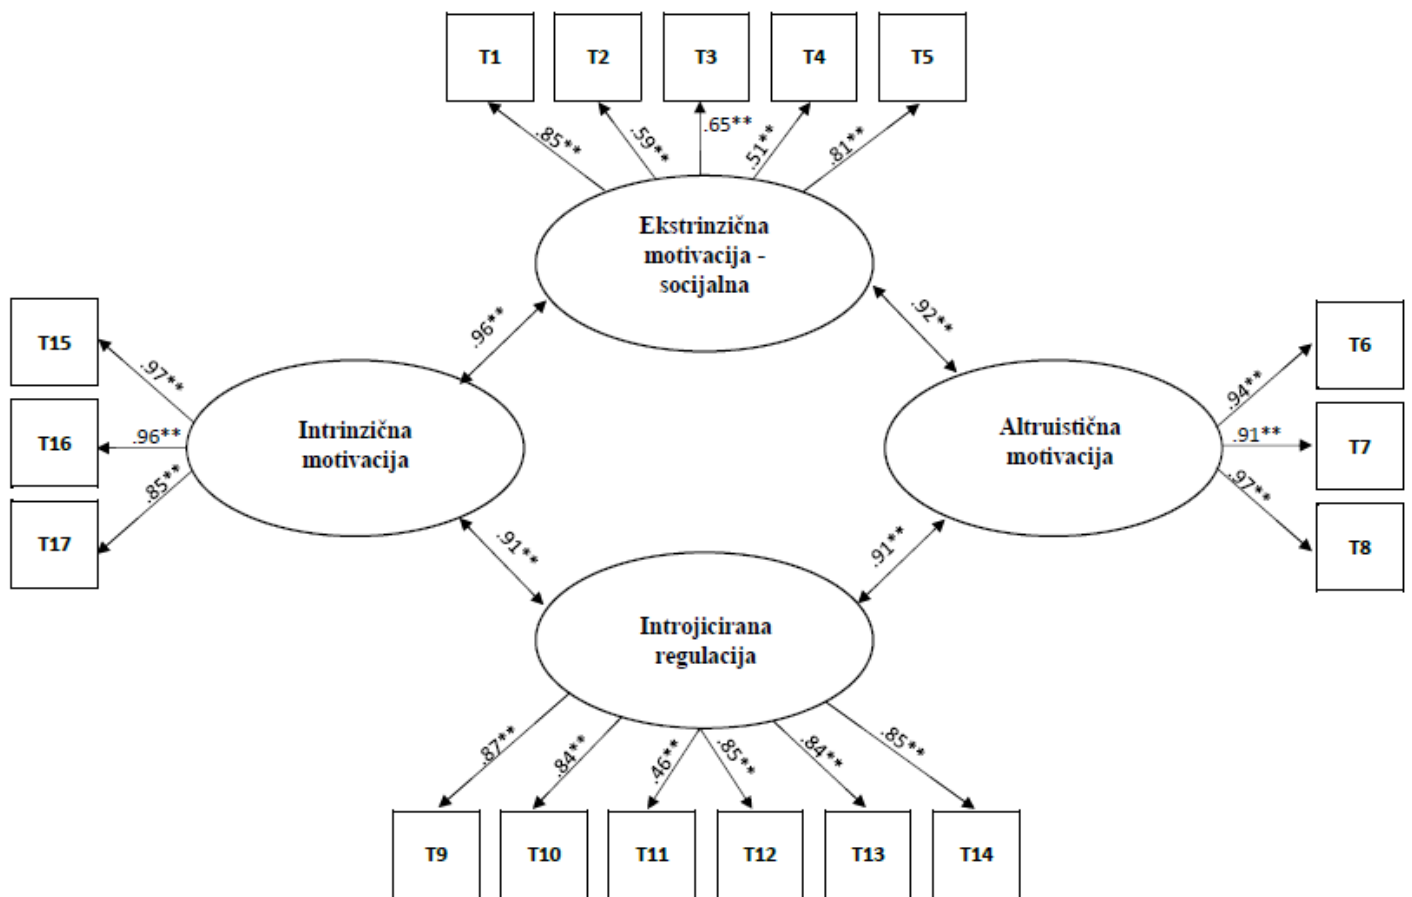 T1 T2 T3 T4 T5
.85** .59** .65** .51** .81**
Ekstrinzična
motivacija -
socijalna
.96** .92**
T15
T16
T17
.97**
.96**
.85**
Intrinzična
motivacija
Altruistična
motivacija
.94**
.91**
.97**
T6
T7
T8
.91** .91**
Introjicirana
regulacija
.87** .84** .46** .85** .84** .85**
T9 T10 T11 T12 T13 T14